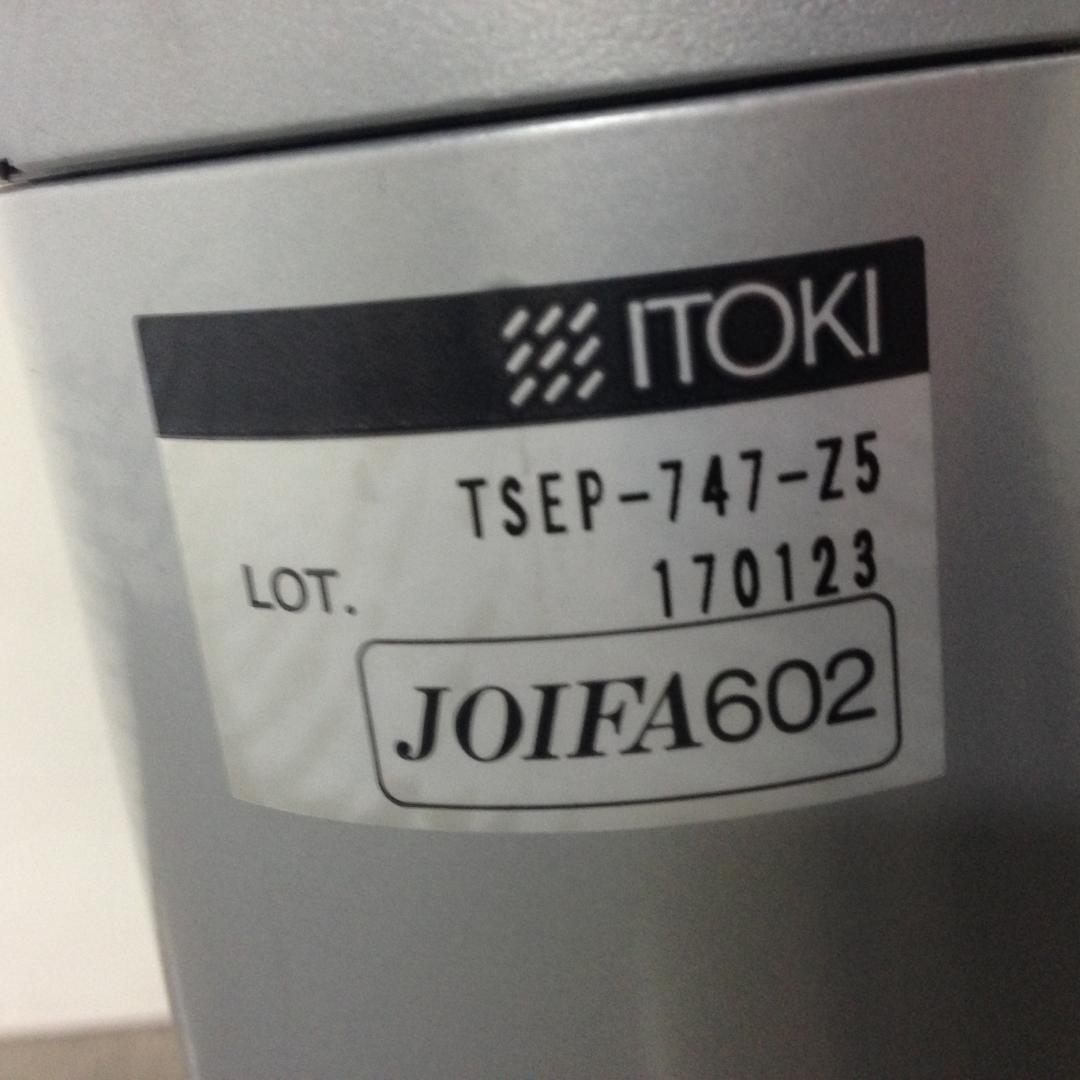 ITOKI
TSEP-747-Z5
LOT. 170123
JOIFA602